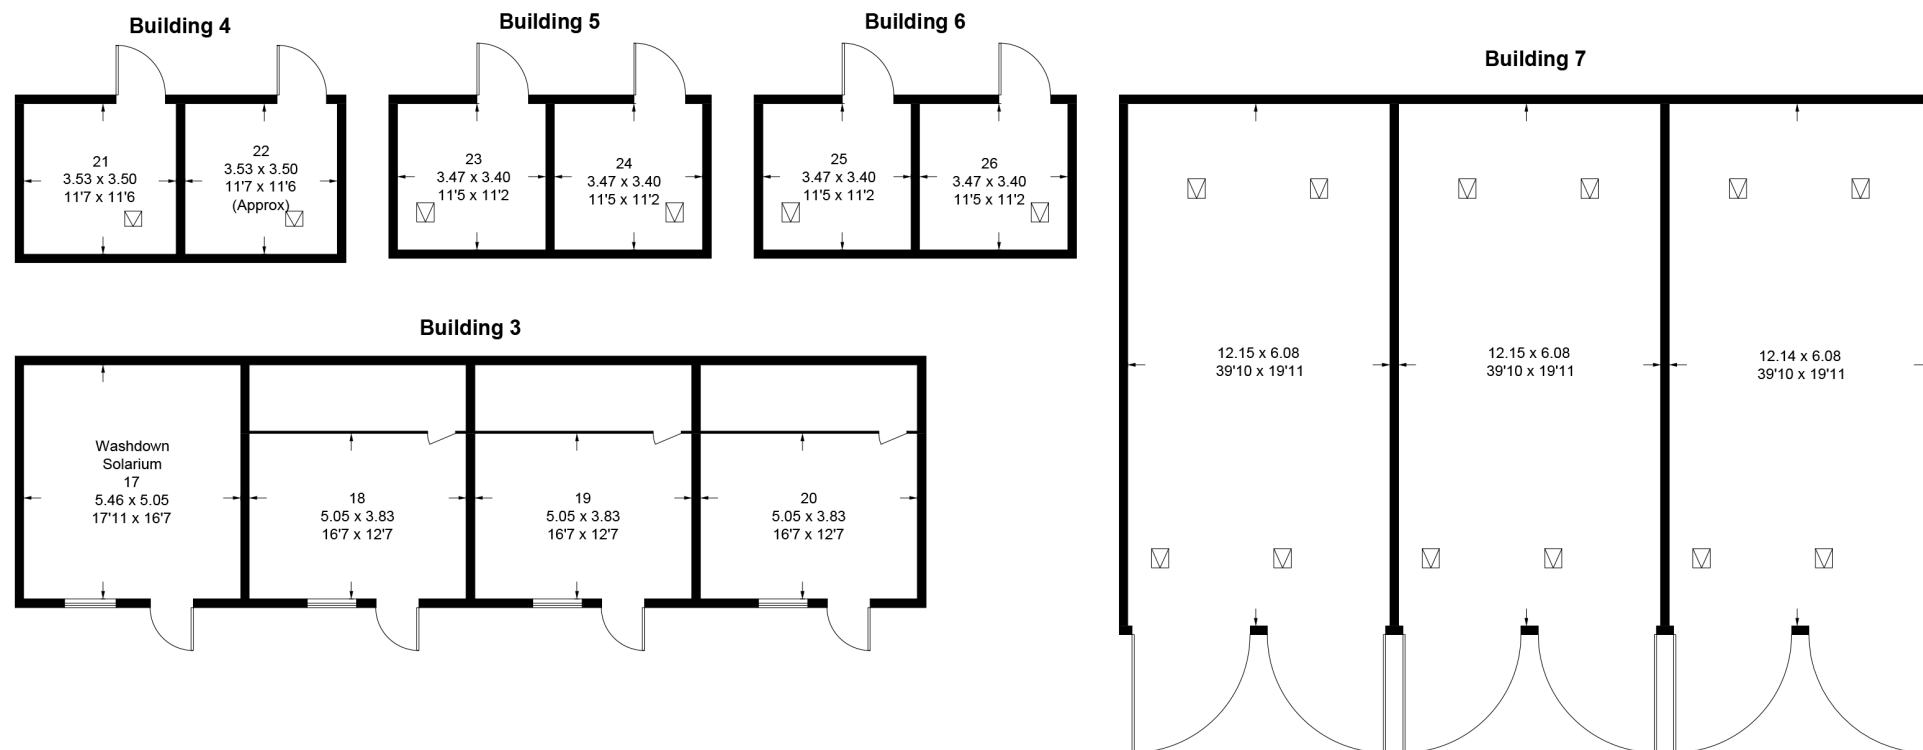 Building 4
21
3.53 x 3.50
11'7 x 11'6
22
3.53 x 3.50
11'7 x 11'6
(Approx)
Building 5
23
3.47 x 3.40
11'5 x 11'2
24
3.47 x 3.40
11'5 x 11'2
Building 6
25
3.47 x 3.40
11'5 x 11'2
26
3.47 x 3.40
11'5 x 11'2
Building 7
12.15 x 6.08
39'10 x 19'11
12.15 x 6.08
39'10 x 19'11
12.14 x 6.08
39'10 x 19'11
Building 3
Washdown
Solarium
17
5.46 x 5.05
17'11 x 16'7
18
5.05 x 3.83
16'7 x 12'7
19
5.05 x 3.83
16'7 x 12'7
20
5.05 x 3.83
16'7 x 12'7